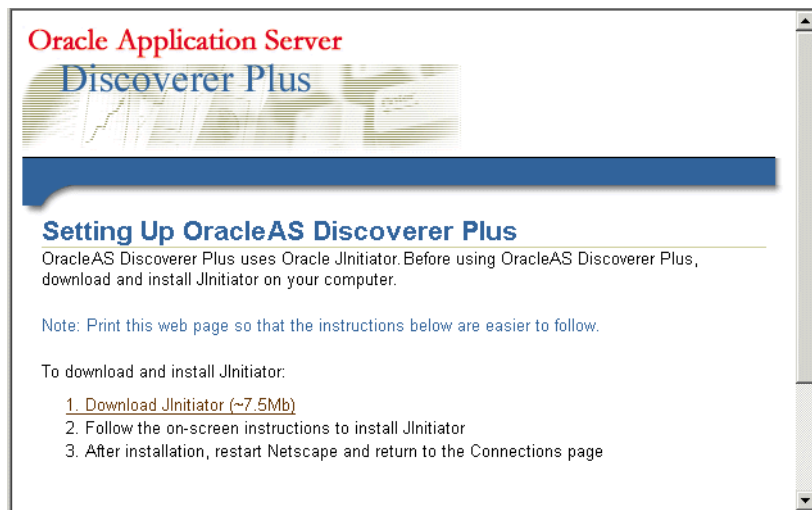 Oracle Application Server
Discoverer Plus
Setting Up OracleAS Discoverer Plus
OracleAS Discoverer Plus uses Oracle JInitiator. Before using OracleAS Discoverer Plus,
download and install JInitiator on your computer.
Note: Print this web page so that the instructions below are easier to follow.
To download and install JInitiator:
1. Download JInitiator (~7.5Mb)
2. Follow the on-screen instructions to install JInitiator
3. After installation, restart Netscape and return to the Connections page